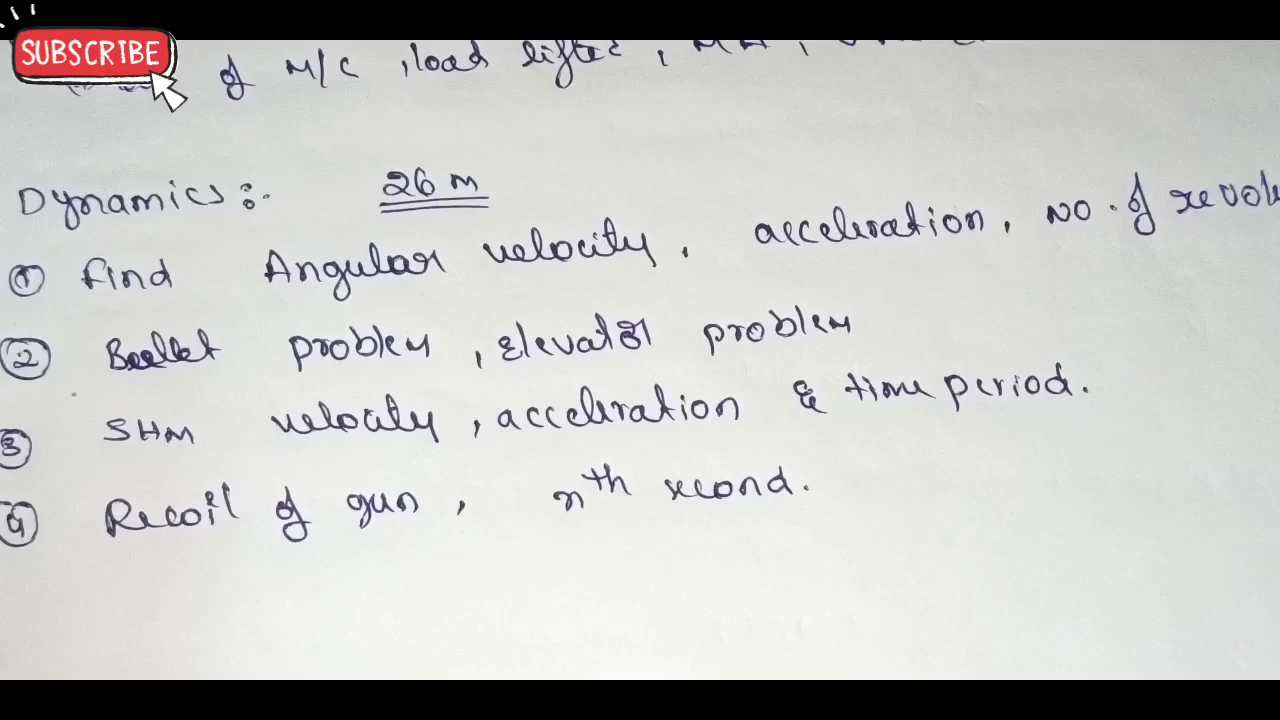 SUBSCRIBE
of M/C , load lifted ,
Dynamics :- 26 m
① Find Angular velocity , acceleration , No . of revolu
② Bullet problem , Elevator problem
③ SHM velocity , acceleration & time period .
④ Recoil of gun , nth second .